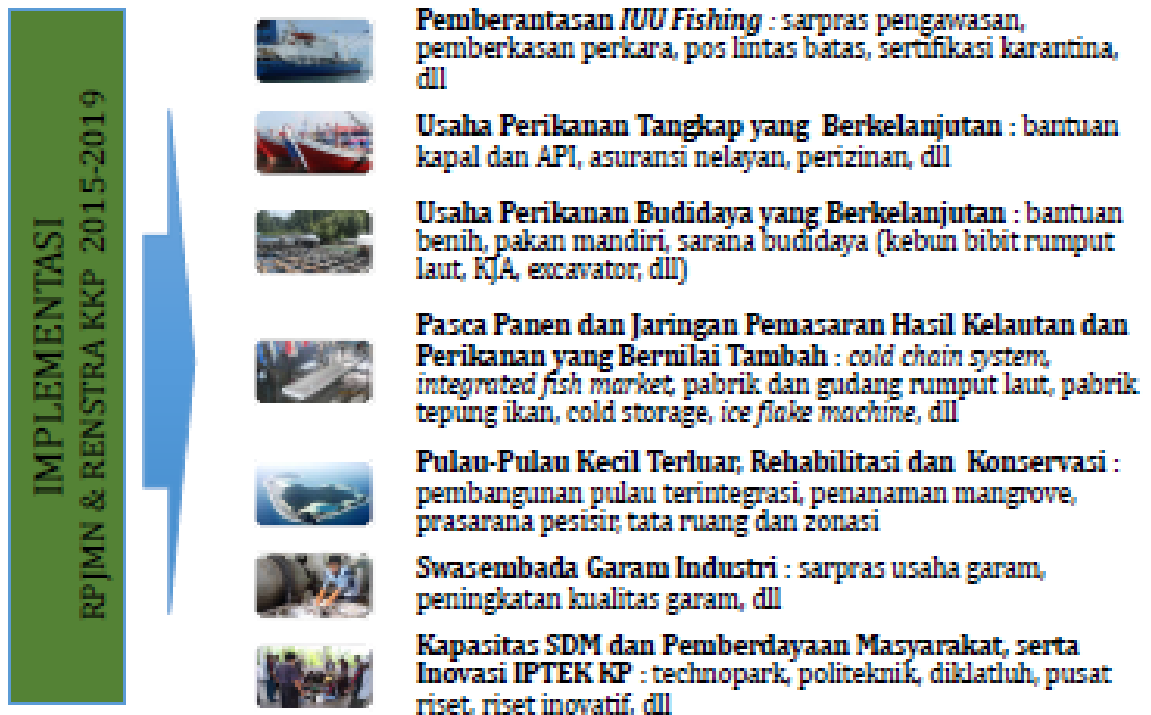 IMPLEMENTASI
RPJMN & RENSTRA KKP 2015-2019
Pemberantasan IUU Fishing : sarpras pengawasan,
pemberkasan perkara, pos lintas batas, sertifikasi karantina,
dll
Usaha Perikanan Tangkap yang Berkelanjutan : bantuan
kapal dan API, asuransi nelayan, perizinan, dll
Usaha Perikanan Budidaya yang Berkelanjutan : bantuan
benih, pakan mandiri, sarana budidaya (kebun bibit rumput
laut, KJA, excavator, dll)
Pasca Panen dan Jaringan Pemasaran Hasil Kelautan dan
Perikanan yang Bernilai Tambah : cold chain system,
integrated fish market, pabrik dan gudang rumput laut, pabrik
tepung ikan, cold storage, ice flake machine, dll
Pulau-Pulau Kecil Terluar, Rehabilitasi dan Konservasi :
pembangunan pulau terintegrasi, penanaman mangrove,
prasarana pesisir, tata ruang dan zonasi
Swasembada Garam Industri : sarpras usaha garam,
peningkatan kualitas garam, dll
Kapasitas SDM dan Pemberdayaan Masyarakat, serta
Inovasi IPTEK KP : technopark, politeknik, diklatluh, pusat
riset, riset inovatif, dll